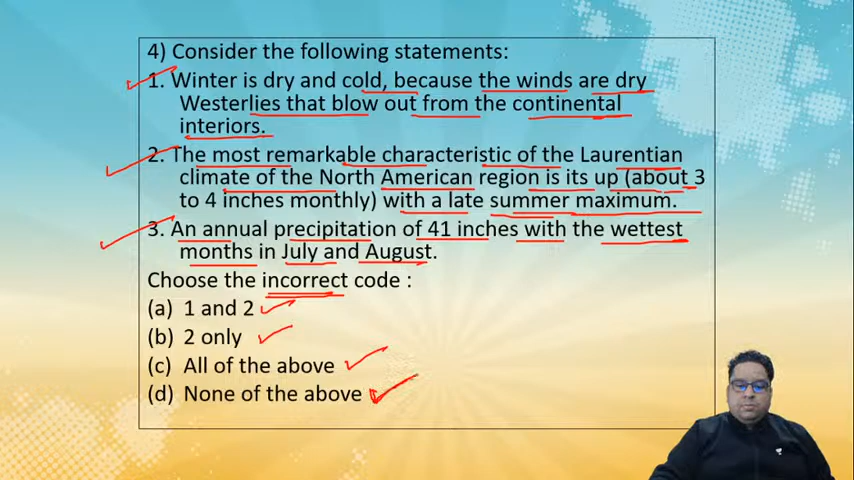 4) Consider the following statements:
1. Winter is dry and cold, because the winds are dry
Westerlies that blow out from the continental
interiors.
2. The most remarkable characteristic of the Laurentian
climate of the North American region is its up (about 3
to 4 inches monthly) with a late summer maximum.
3. An annual precipitation of 41 inches with the wettest
months in July and August.
Choose the incorrect code :
(a) 1 and 2
(b) 2 only
(c) All of the above
(d) None of the above